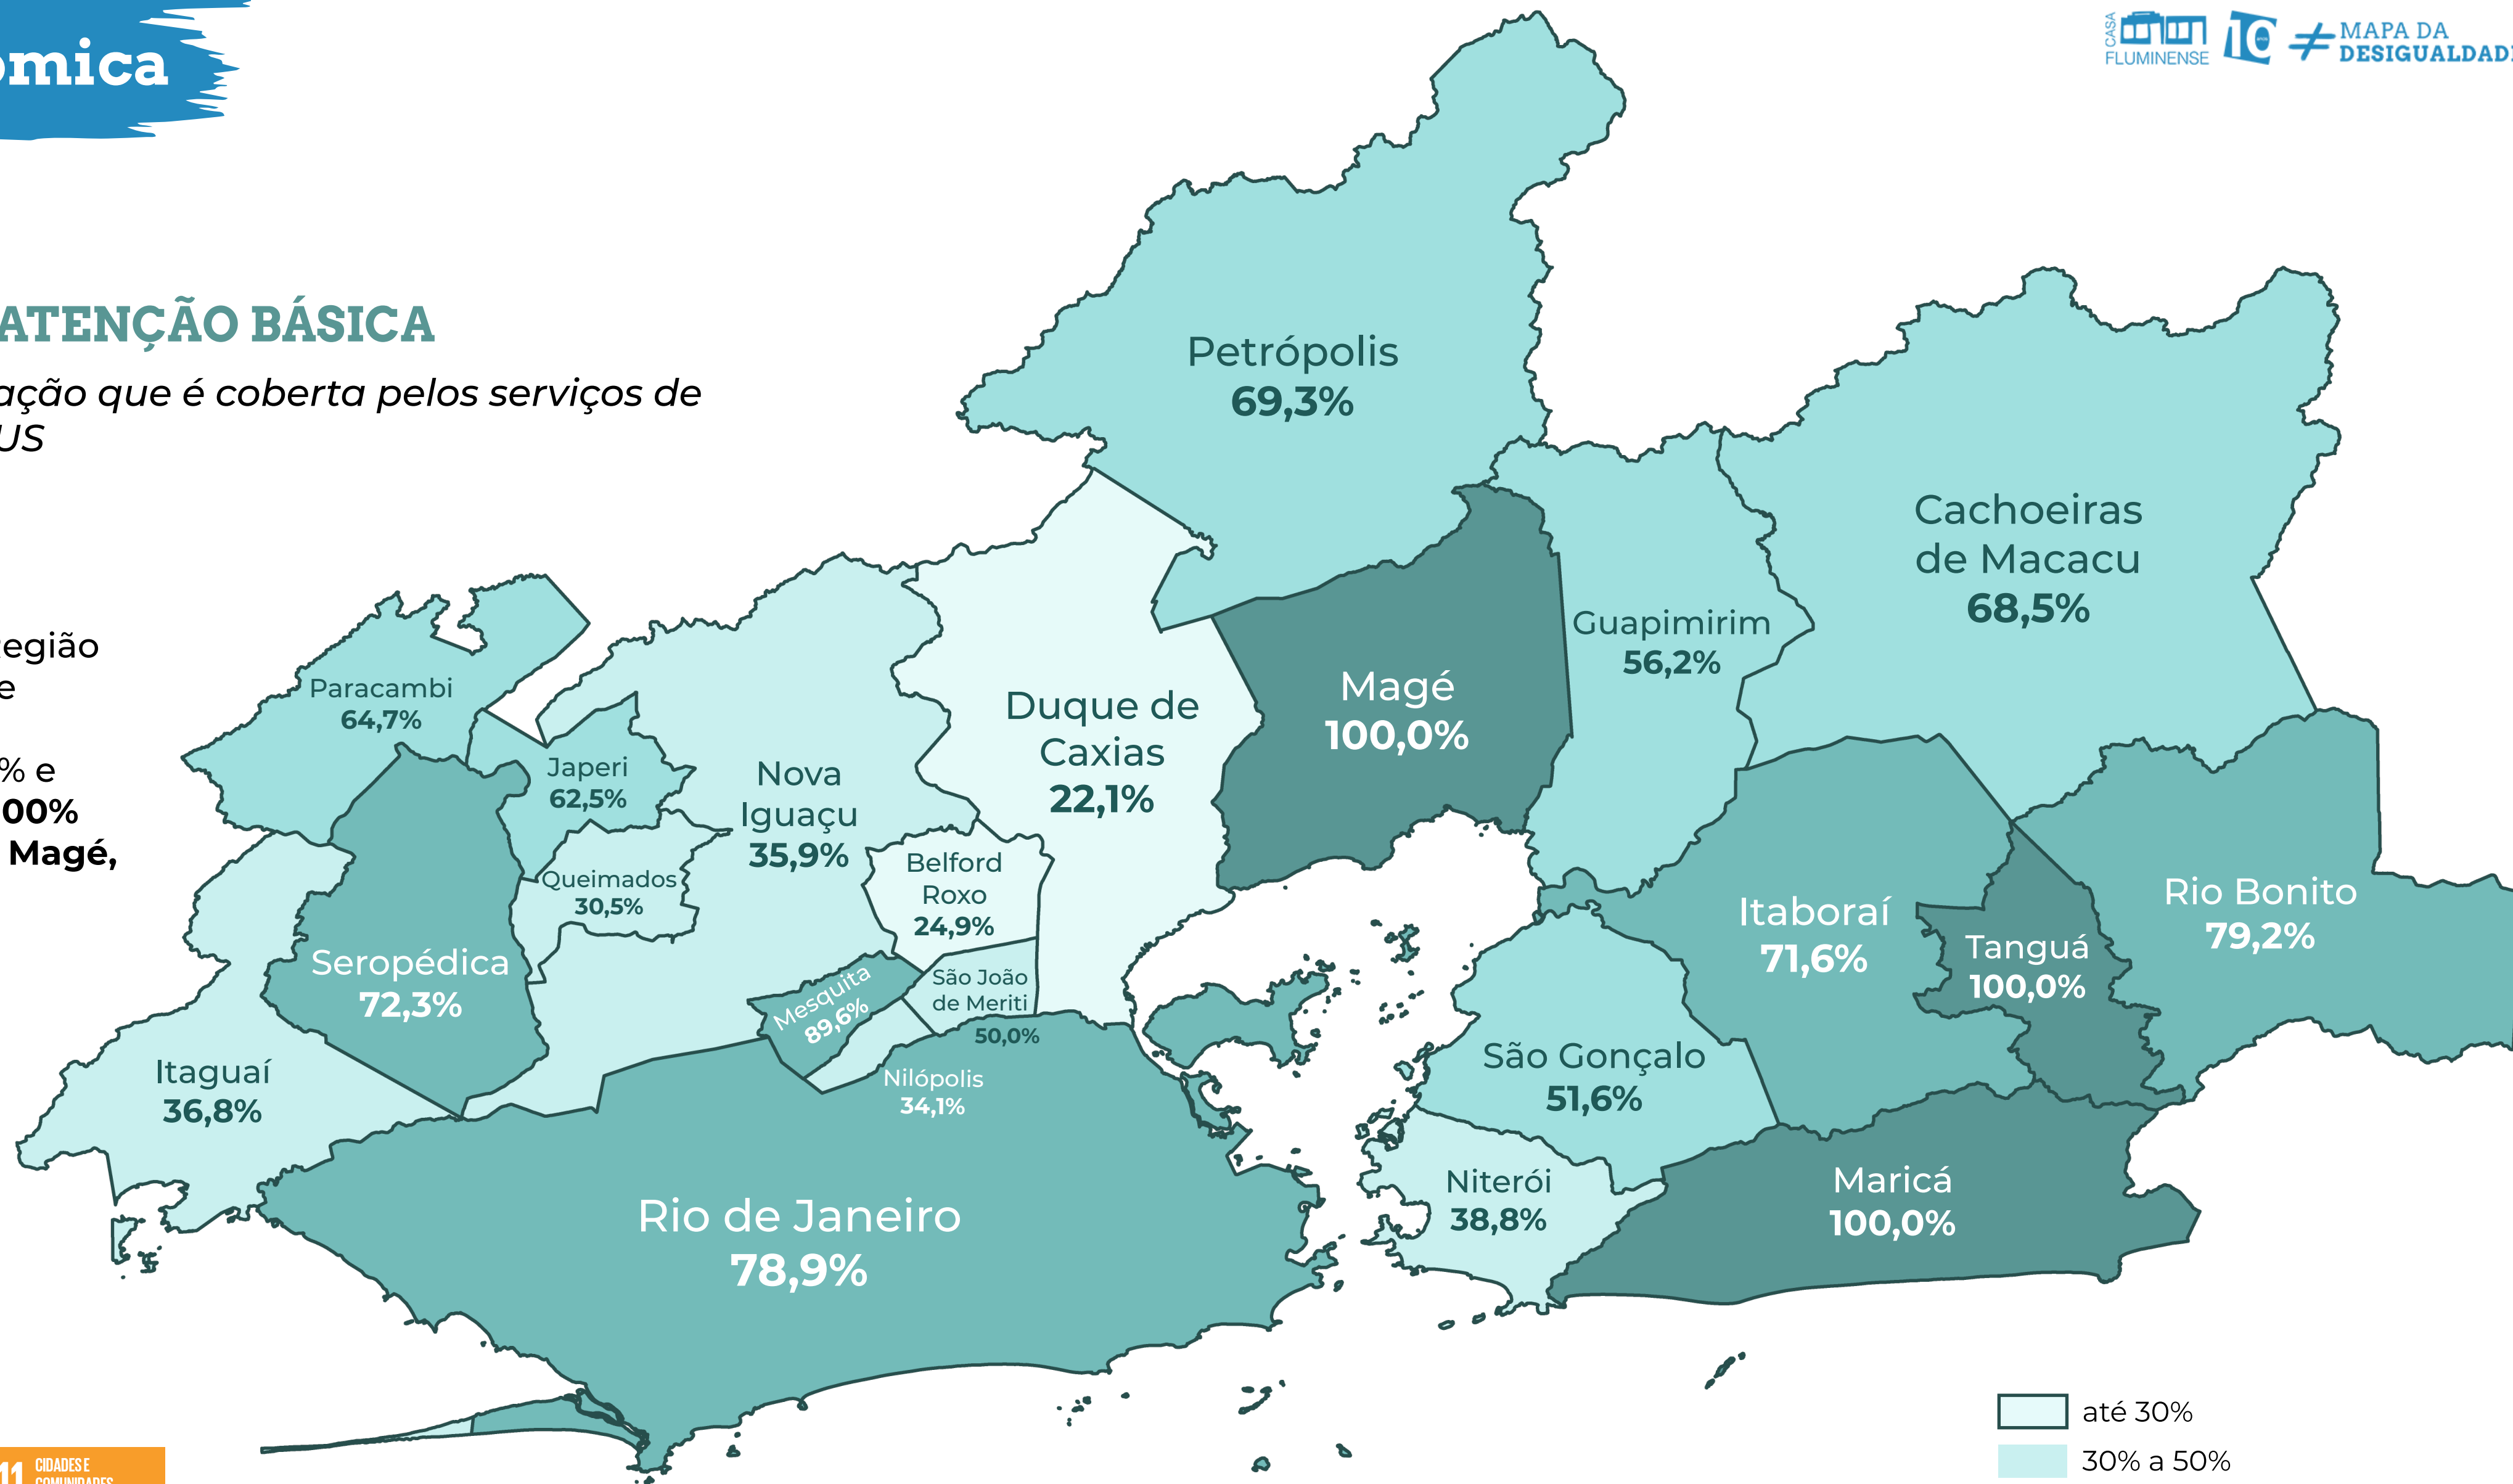 ômica
CASA
FLUMINENSE
10
ANOS
≠ MAPA DA
DESIGUALDADE
ATENÇÃO BÁSICA
ação que é coberta pelos serviços de
US
egião
e
% e
00%
Magé,
Petrópolis
69,3%
Cachoeiras
de Macacu
68,5%
Guapimirim
56,2%
Magé
100,0%
Duque de
Caxias
22,1%
Paracambi
64,7%
Japeri
62,5%
Nova
Iguaçu
35,9%
Queimados
30,5%
Belford
Roxo
24,9%
Seropédica
72,3%
Mesquita
89,6%
São João
de Meriti
50,0%
Nilópolis
34,1%
Itaguaí
36,8%
Rio de Janeiro
78,9%
Itaboraí
71,6%
Tanguá
100,0%
Rio Bonito
79,2%
São Gonçalo
51,6%
Niterói
38,8%
Maricá
100,0%
até 30%
30% a 50%
11 CIDADES E
COMUNIDADES